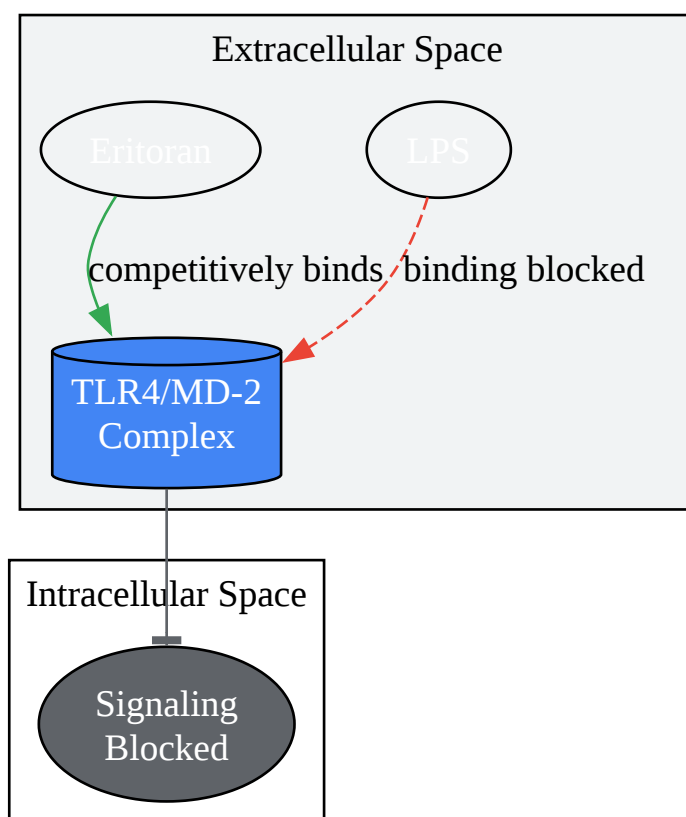 Extracellular Space
Eritoran
LPS
competitively binds
binding blocked
TLR4/MD-2
Complex
Intracellular Space
Signaling
Blocked